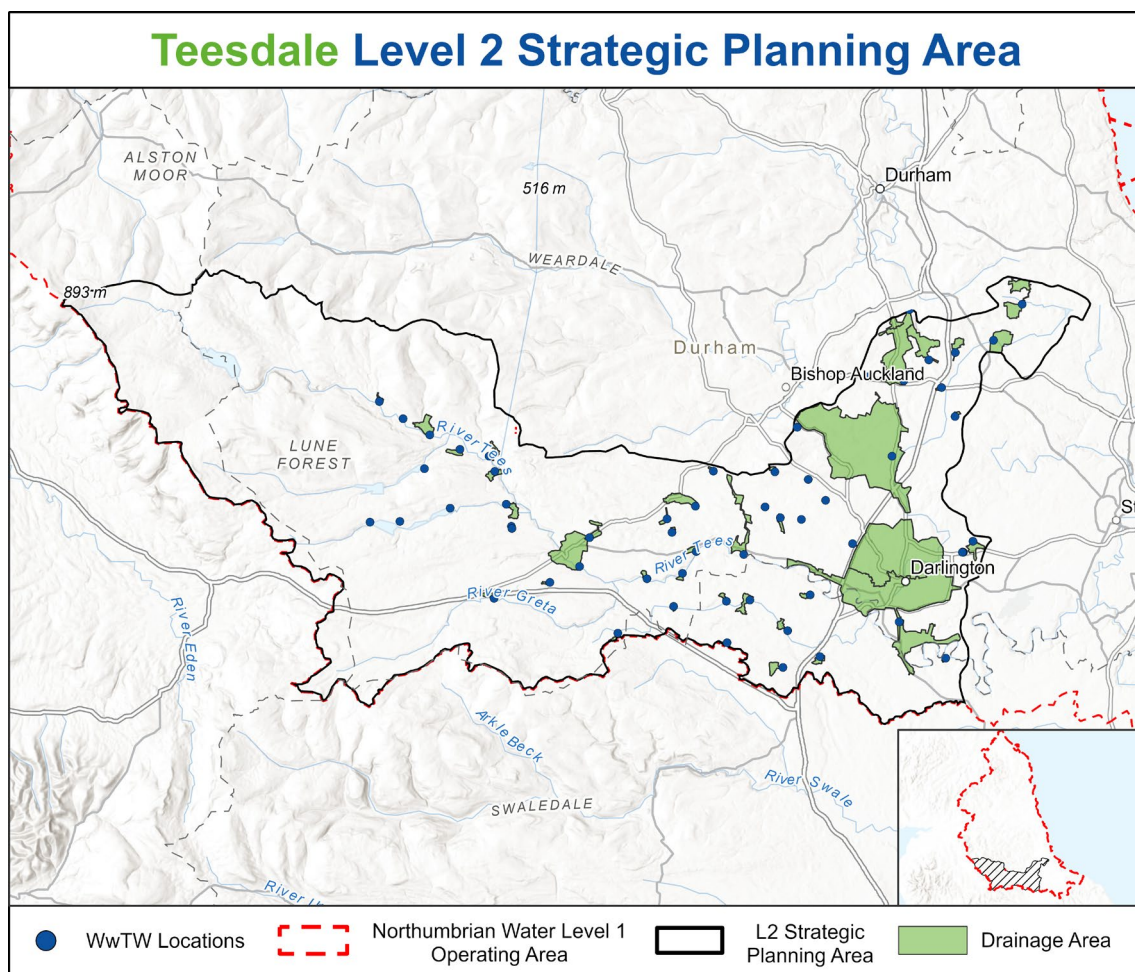 Teesdale Level 2 Strategic Planning Area
ALSTON
MOOR
516 m
Durham
WEARDALE
893 m
Durham
Bishop Auckland
LUNE
FOREST
River Tees
River Tees
Darlington
River Greta
River Eden
Arkle Beck
River Swale
SWALEDALE
WwTW Locations
Northumbrian Water Level 1
Operating Area
L2 Strategic
Planning Area
Drainage Area